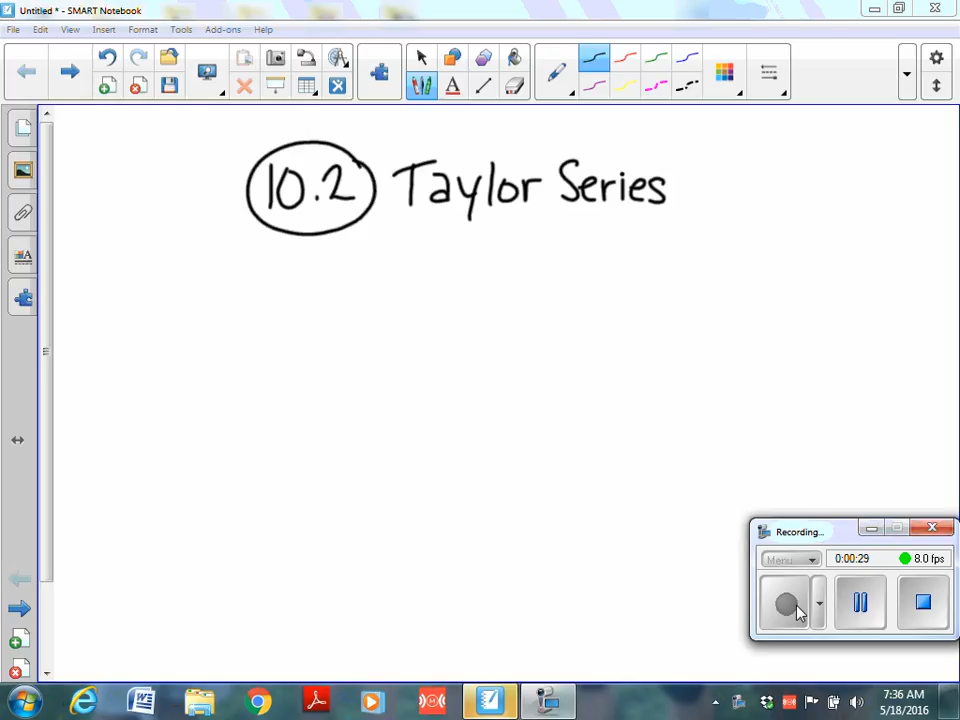 Untitled * - SMART Notebook
File Edit View Insert Format Tools Add-ons Help
10.2 Taylor Series
Recording...
Menu 0:00:29 8.0 fps
7:36 AM
5/18/2016